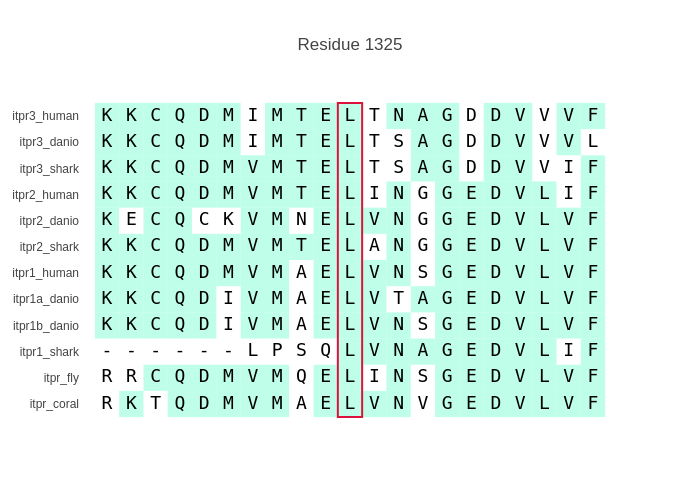 Residue 1325
itpr3_human K K C Q D M I M T E L T N A G D D V V V F
itpr3_danio K K C Q D M I M T E L T S A G D D V V V L
itpr3_shark K K C Q D M V M T E L T S A G D D V V I F
itpr2_human K K C Q D M V M T E L I N G G E D V L I F
itpr2_danio K E C Q C K V M N E L V N G G E D V L V F
itpr2_shark K K C Q D M V M T E L A N G G E D V L V F
itpr1_human K K C Q D M V M A E L V N S G E D V L V F
itpr1a_danio K K C Q D I V M A E L V T A G E D V L V F
itpr1b_danio K K C Q D I V M A E L V N S G E D V L V F
itpr1_shark - - - - - - L P S Q L V N A G E D V L I F
itpr_fly R R C Q D M V M Q E L I N S G E D V L V F
itpr_coral R K T Q D M V M A E L V N V G E D V L V F